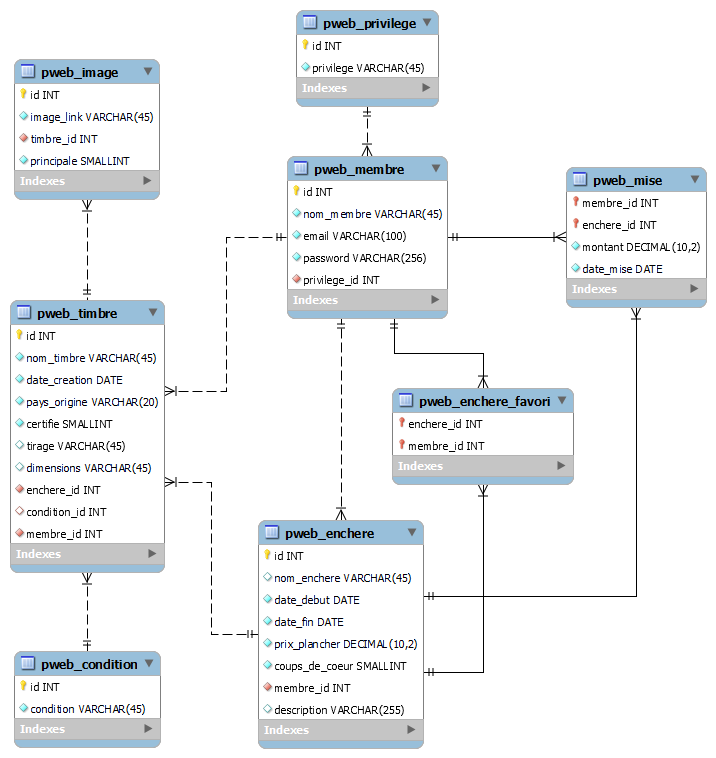 pweb_privilege
id INT
privilege VARCHAR(45)
Indexes
pweb_image
id INT
image_link VARCHAR(45)
timbre_id INT
principale SMALLINT
Indexes
pweb_membre
id INT
nom_membre VARCHAR(45)
email VARCHAR(100)
password VARCHAR(256)
privilege_id INT
Indexes
pweb_mise
membre_id INT
enchere_id INT
montant DECIMAL(10,2)
date_mise DATE
Indexes
pweb_timbre
id INT
nom_timbre VARCHAR(45)
date_creation DATE
pays_origine VARCHAR(20)
certifie SMALLINT
tirage VARCHAR(45)
dimensions VARCHAR(45)
enchere_id INT
condition_id INT
membre_id INT
Indexes
pweb_enchere_favori
enchere_id INT
membre_id INT
Indexes
pweb_enchere
id INT
nom_enchere VARCHAR(45)
date_debut DATE
date_fin DATE
prix_plancher DECIMAL(10,2)
coups_de_coeur SMALLINT
membre_id INT
description VARCHAR(255)
Indexes
pweb_condition
id INT
condition VARCHAR(45)
Indexes